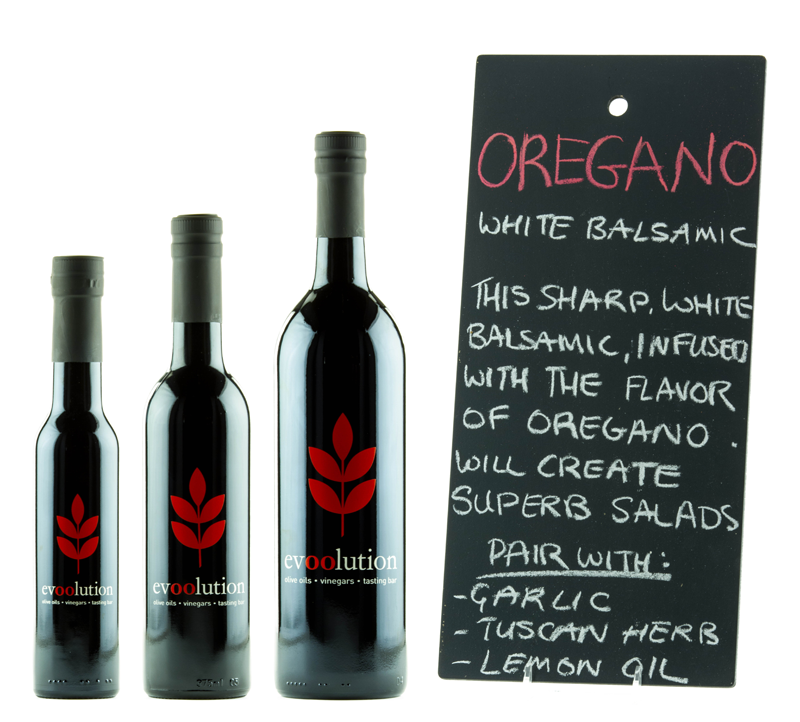 evoolution
olive oils • vinegars • tasting bar
evoolution
olive oils • vinegars • tasting bar
evoolution
olive oils • vinegars • tasting bar
OREGANO
WHITE BALSAMIC
THIS SHARP, WHITE
BALSAMIC, INFUSED
WITH THE FLAVOR
OF OREGANO.
WILL CREATE
SUPERB SALADS
PAIR WITH:
-GARLIC
-TUSCAN HERB
-LEMON OIL